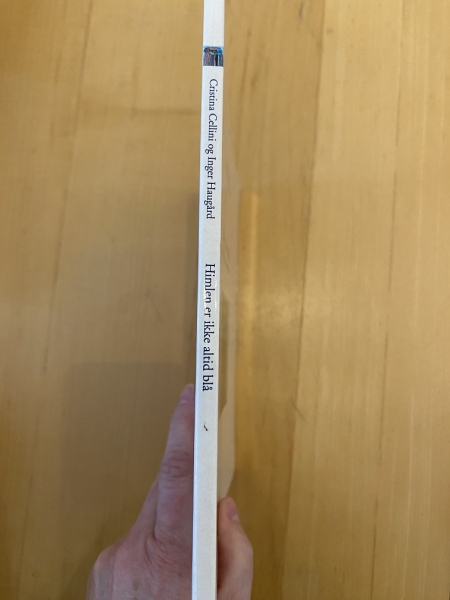 Cristina Cellini og Inger Haugård
Himlen er ikke altid blå